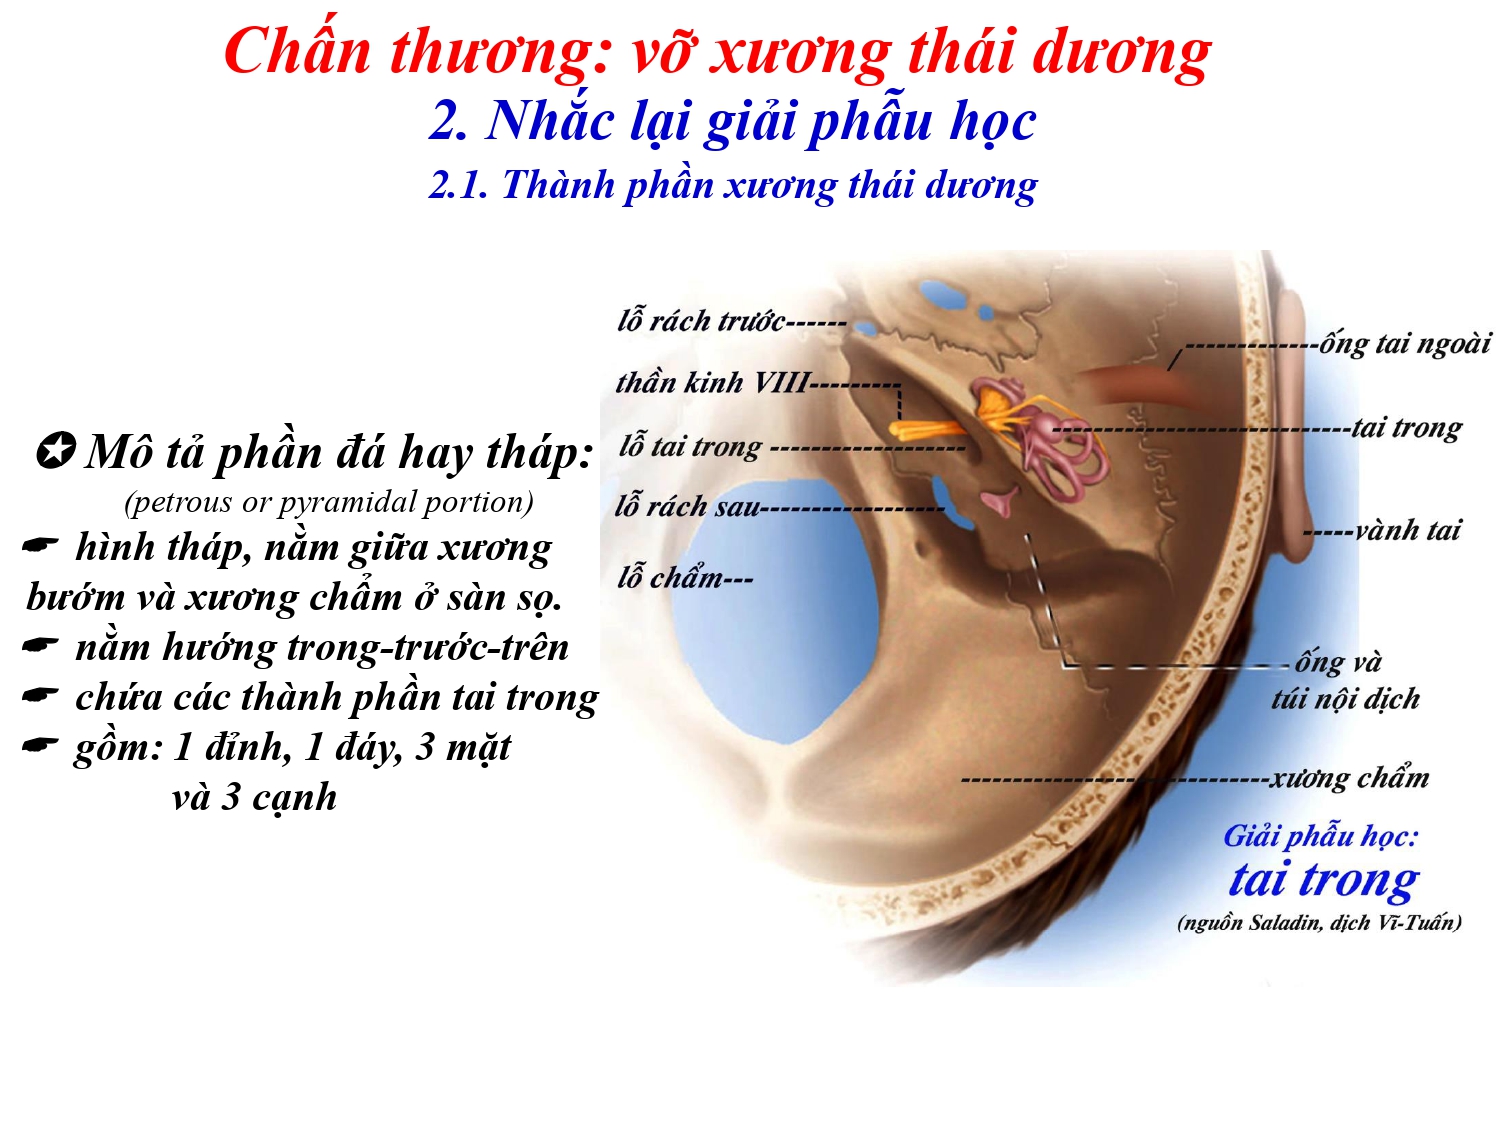 Chấn thương: vỡ xương thái dương
2. Nhắc lại giải phẫu học
2.1. Thành phần xương thái dương
✪ Mô tả phần đá hay tháp:
(petrous or pyramidal portion)
☛ hình tháp, nằm giữa xương
bướm và xương chẩm ở sàn sọ.
☛ nằm hướng trong-trước-trên
☛ chứa các thành phần tai trong
☛ gồm: 1 đỉnh, 1 đáy, 3 mặt
và 3 cạnh
lỗ rách trước------
thần kinh VIII---------
lỗ tai trong -------------------
lỗ rách sau------------------
lỗ chẩm---
-------------ống tai ngoài
-----------------------------tai trong
-----vành tai
ống và
túi nội dịch
------------------------------xương chẩm
Giải phẫu học:
tai trong
(nguồn Saladin, dịch Vĩ-Tuấn)